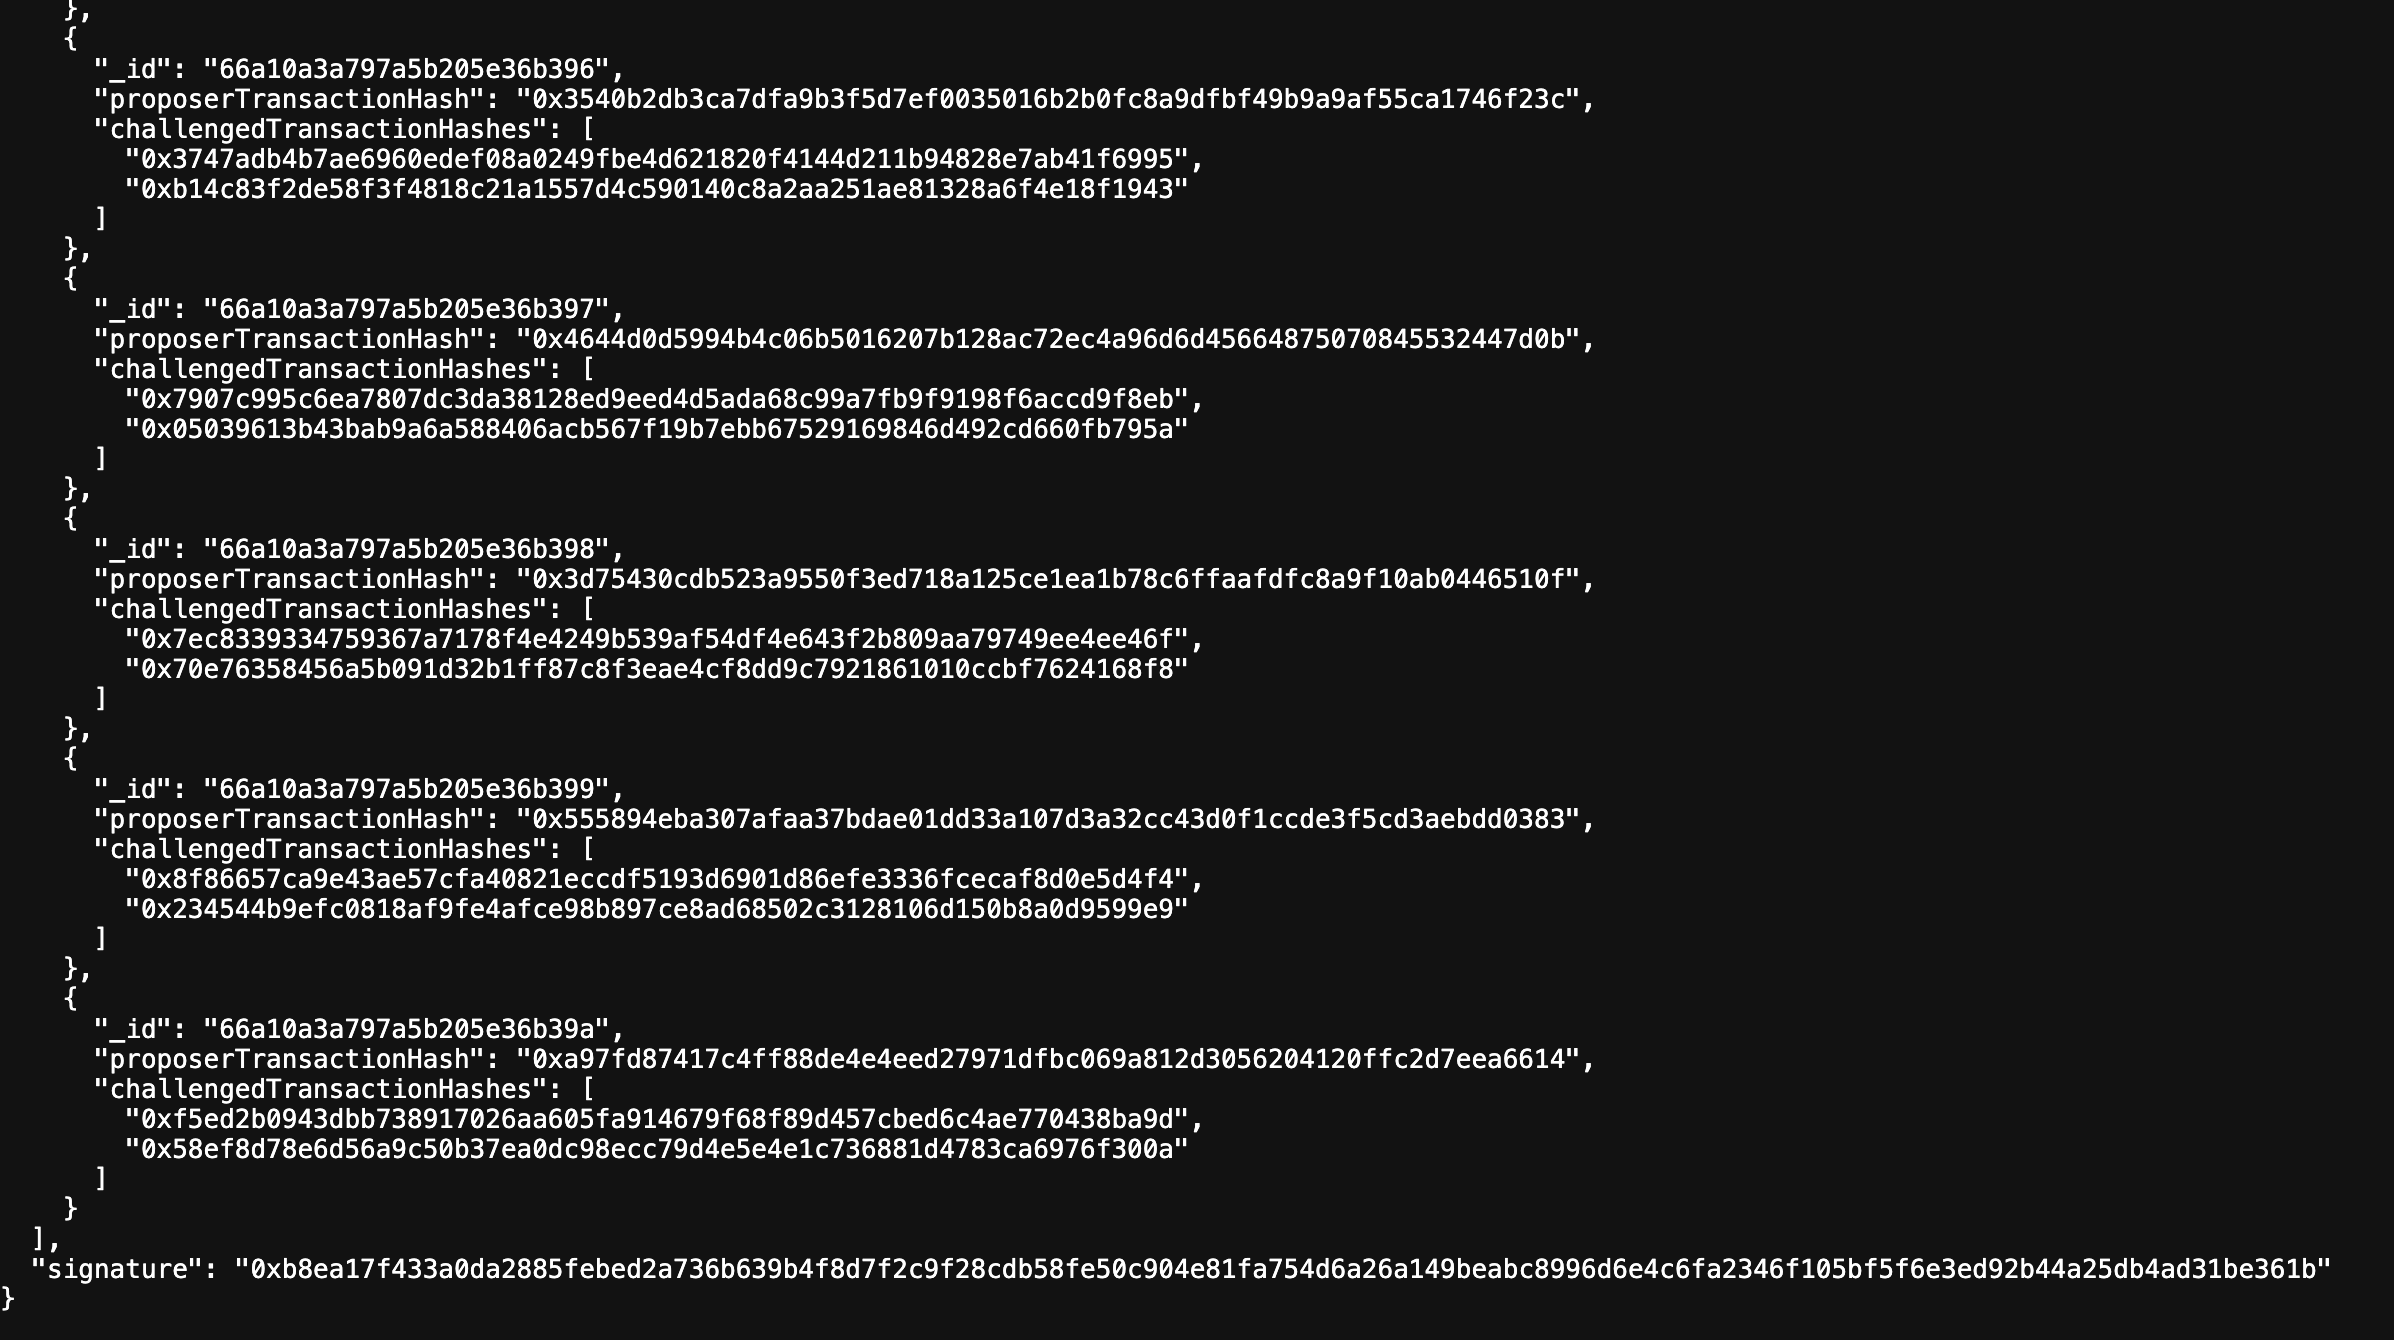 },
{
"_id": "66a10a3a797a5b205e36b396",
"proposerTransactionHash": "0x3540b2db3ca7dfa9b3f5d7ef0035016b2b0fc8a9dfbf49b9a9af55ca1746f23c",
"challengedTransactionHashes": [
"0x3747adb4b7ae6960edef08a0249fbe4d621820f4144d211b94828e7ab41f6995",
"0xb14c83f2de58f3f4818c21a1557d4c590140c8a2aa251ae81328a6f4e18f1943"
]
},
{
"_id": "66a10a3a797a5b205e36b397",
"proposerTransactionHash": "0x4644d0d5994b4c06b5016207b128ac72ec4a96d6d45664875070845532447d0b",
"challengedTransactionHashes": [
"0x7907c995c6ea7807dc3da38128ed9eed4d5ada68c99a7fb9f9198f6accd9f8eb",
"0x05039613b43bab9a6a588406acb567f19b7ebb67529169846d492cd660fb795a"
]
},
{
"_id": "66a10a3a797a5b205e36b398",
"proposerTransactionHash": "0x3d75430cdb523a9550f3ed718a125ce1ea1b78c6ffaafdfc8a9f10ab0446510f",
"challengedTransactionHashes": [
"0x7ec8339334759367a7178f4e4249b539af54df4e643f2b809aa79749ee4ee46f",
"0x70e76358456a5b091d32b1ff87c8f3eae4cf8dd9c7921861010ccbf7624168f8"
]
},
{
"_id": "66a10a3a797a5b205e36b399",
"proposerTransactionHash": "0x555894eba307afaa37bdae01dd33a107d3a32cc43d0f1ccde3f5cd3aebdd0383",
"challengedTransactionHashes": [
"0x8f86657ca9e43ae57cfa40821eccdf5193d6901d86efe3336fcecaf8d0e5d4f4",
"0x234544b9efc0818af9fe4afce98b897ce8ad68502c3128106d150b8a0d9599e9"
]
},
{
"_id": "66a10a3a797a5b205e36b39a",
"proposerTransactionHash": "0xa97fd87417c4ff88de4e4eed27971dfbc069a812d3056204120ffc2d7eea6614",
"challengedTransactionHashes": [
"0xf5ed2b0943dbb738917026aa605fa914679f68f89d457cbed6c4ae770438ba9d",
"0x58ef8d78e6d56a9c50b37ea0dc98ecc79d4e5e4e1c736881d4783ca6976f300a"
]
}
],
"signature": "0xb8ea17f433a0da2885febed2a736b639b4f8d7f2c9f28cdb58fe50c904e81fa754d6a26a149beabc8996d6e4c6fa2346f105bf5f6e3ed92b44a25db4ad31be361b"
}